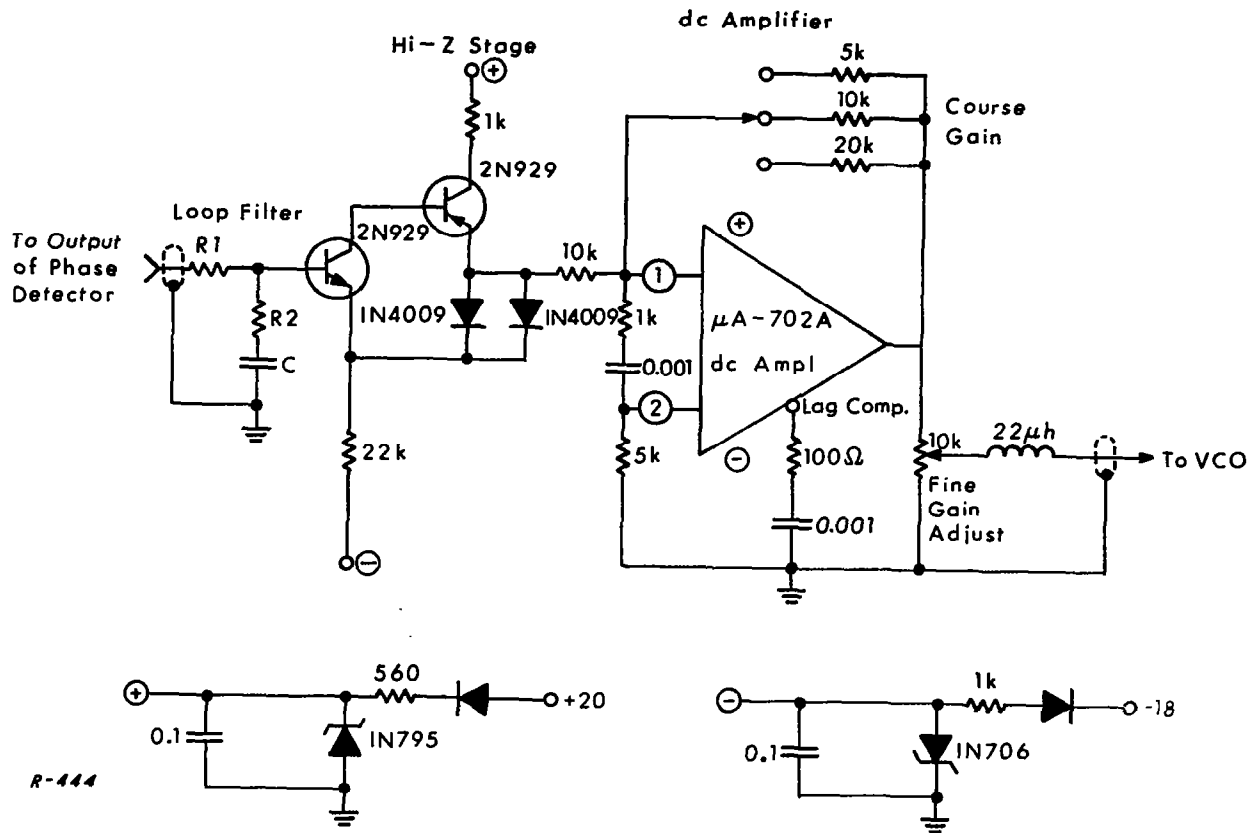 dc Amplifier
Hi-Z Stage
5k
10k
20k
Course
Gain
1k
2N929
Loop Filter
2N929
To Output
of Phase
Detector
R1
R2
C
10k
IN4009
IN4009
1k
0.001
1
2
μA-702A
dc Ampl
+
-
Lag Comp.
5k
22k
-
+
100Ω
0.001
10k
22μh
To VCO
Fine
Gain
Adjust
+
560
+20
0.1
IN795
-
1k
-18
0.1
IN706
R-444